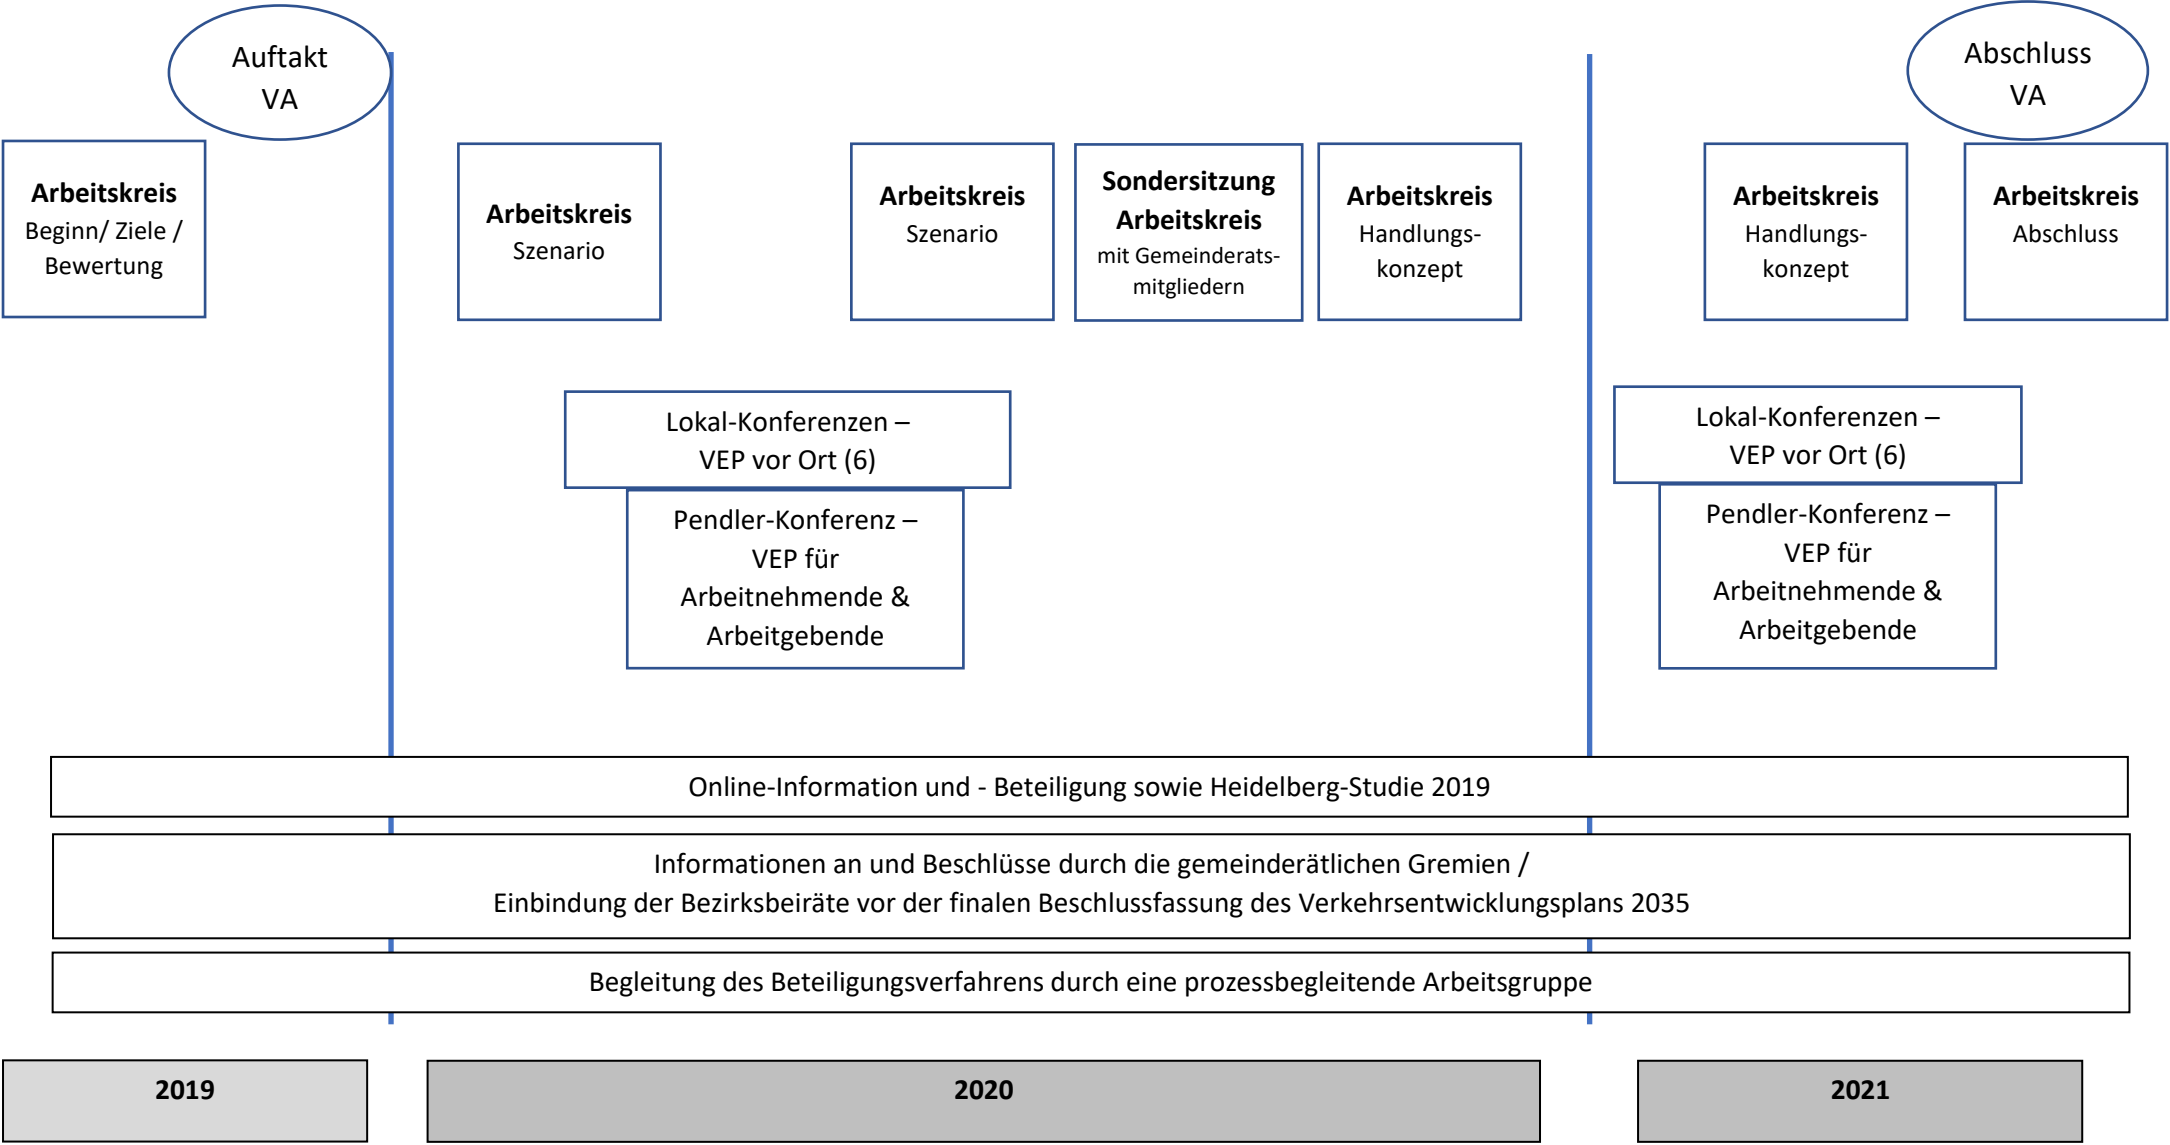 Auftakt
VA
Abschluss
VA
Arbeitskreis
Beginn/ Ziele /
Bewertung
Arbeitskreis
Szenario
Arbeitskreis
Szenario
Sondersitzung
Arbeitskreis
mit Gemeinderats-
mitgliedern
Arbeitskreis
Handlungs-
konzept
Arbeitskreis
Handlungs-
konzept
Arbeitskreis
Abschluss
Lokal-Konferenzen –
VEP vor Ort (6)
Pendler-Konferenz –
VEP für
Arbeitnehmende &
Arbeitgebende
Lokal-Konferenzen –
VEP vor Ort (6)
Pendler-Konferenz –
VEP für
Arbeitnehmende &
Arbeitgebende
Online-Information und - Beteiligung sowie Heidelberg-Studie 2019
Informationen an und Beschlüsse durch die gemeinderätlichen Gremien /
Einbindung der Bezirksbeiräte vor der finalen Beschlussfassung des Verkehrsentwicklungsplans 2035
Begleitung des Beteiligungsverfahrens durch eine prozessbegleitende Arbeitsgruppe
2019
2020
2021